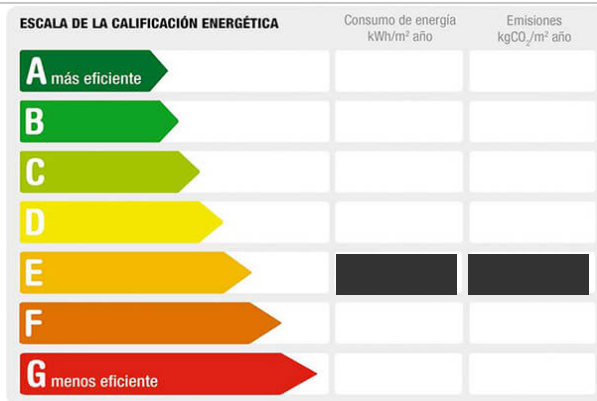 ESCALA DE LA CALIFICACIÓN ENERGÉTICA
Consumo de energía
kWh/m² año
Emisiones
kgCO₂/m² año
A más eficiente
B
C
D
E
F
G menos eficiente